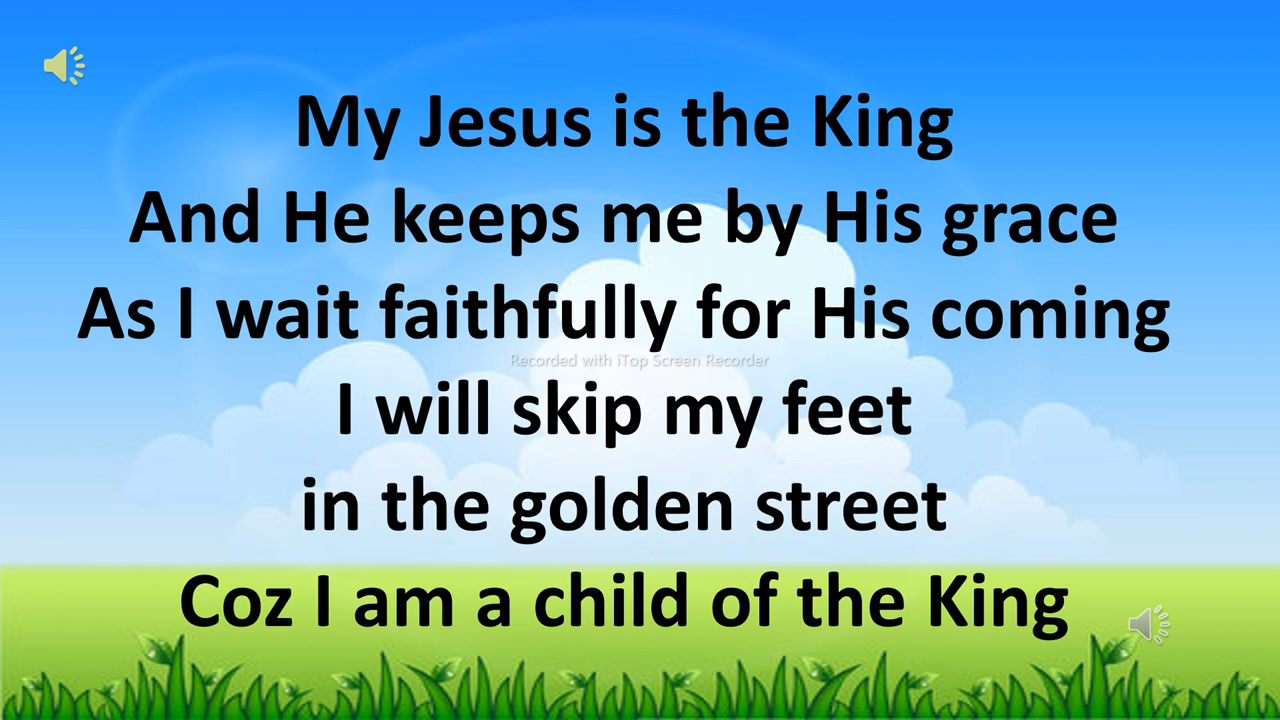 My Jesus is the King
And He keeps me by His grace
As I wait faithfully for His coming
Recorded with iTop Screen Recorder
I will skip my feet
in the golden street
Coz I am a child of the King